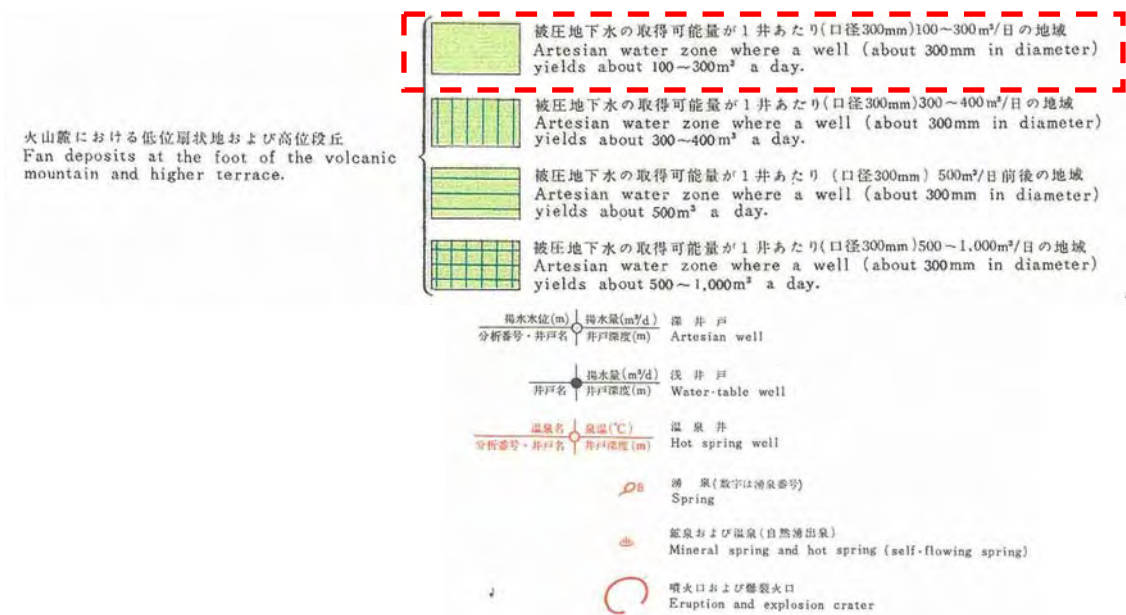 被圧地下水の取得可能量が1井あたり(口径300mm)100~300m³/日の地域
Artesian water zone where a well (about 300mm in diameter)
yields about 100~300m³ a day.
被圧地下水の取得可能量が1井あたり(口径300mm)300~400m³/日の地域
Artesian water zone where a well (about 300mm in diameter)
yields about 300~400m³ a day.
火山麓における低位扇状地および高位段丘
Fan deposits at the foot of the volcanic
mountain and higher terrace.
被圧地下水の取得可能量が1井あたり (口径300mm) 500m³/日前後の地域
Artesian water zone where a well (about 300mm in diameter)
yields about 500m³ a day.
被圧地下水の取得可能量が1井あたり(口径300mm)500~1,000m³/日の地域
Artesian water zone where a well (about 300mm in diameter)
yields about 500~1,000m³ a day.
揚水水位(m) 揚水量(m³/d) 深井戸
分析番号・井戸名 井戸深度(m) Artesian well
揚水量(m³/d) 浅井戸
井戸名 井戸深度(m) Water-table well
温泉名 泉温(℃) 温泉井
分析番号・井戸名 井戸深度(m) Hot spring well
8 湧泉(数字は湧泉番号)
Spring
鉱泉および温泉(自然湧出泉)
Mineral spring and hot spring (self-flowing spring)
噴火口および爆裂火口
Eruption and explosion crater